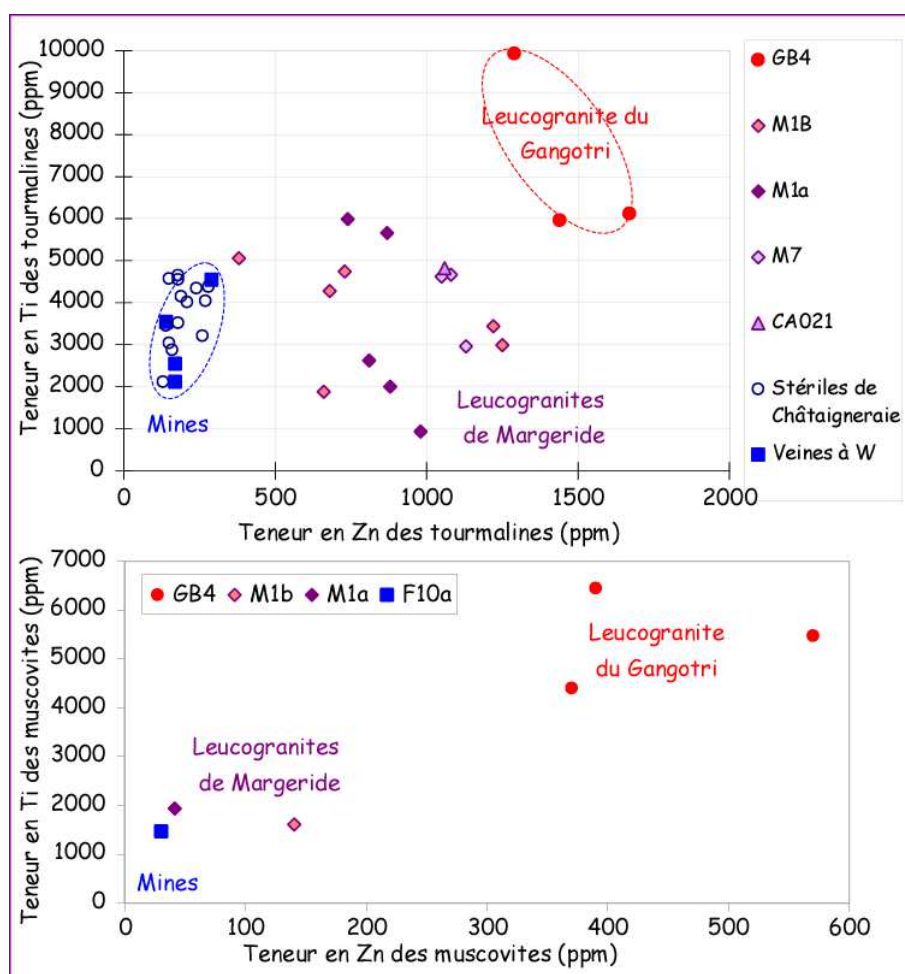 Teneur en Ti des tourmalines (ppm)
10000
9000
8000
7000
6000
5000
4000
3000
2000
1000
0
0
500
1000
1500
2000
Teneur en Zn des tourmalines (ppm)
Leucogranite du
Gangotri
Leucogranites
de Margeride
Mines
GB4
M1B
M1a
M7
CA021
Stériles de
Châtaigneraie
Veines à W
Teneur en Ti des muscovites (ppm)
7000
6000
5000
4000
3000
2000
1000
0
GB4
M1b
M1a
F10a
Leucogranite
du Gangotri
Leucogranites
de Margeride
Mines
0
100
200
300
400
500
600
Teneur en Zn des muscovites (ppm)